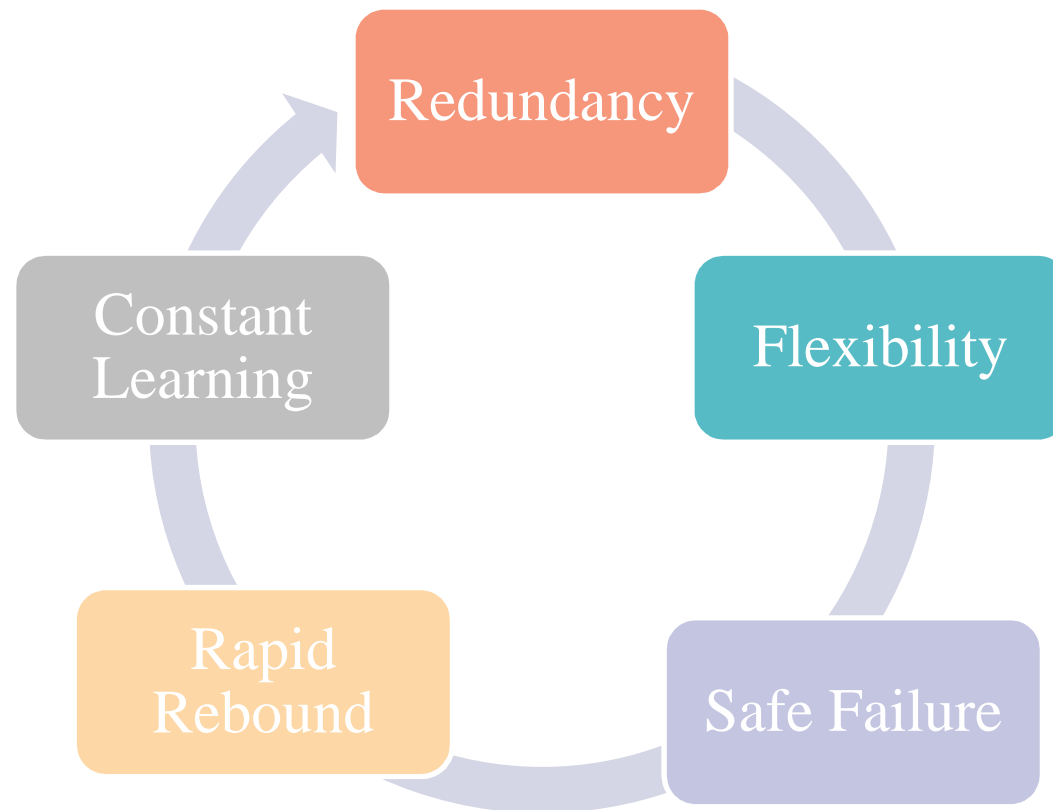 Redundancy
Flexibility
Safe Failure
Rapid
Rebound
Constant
Learning